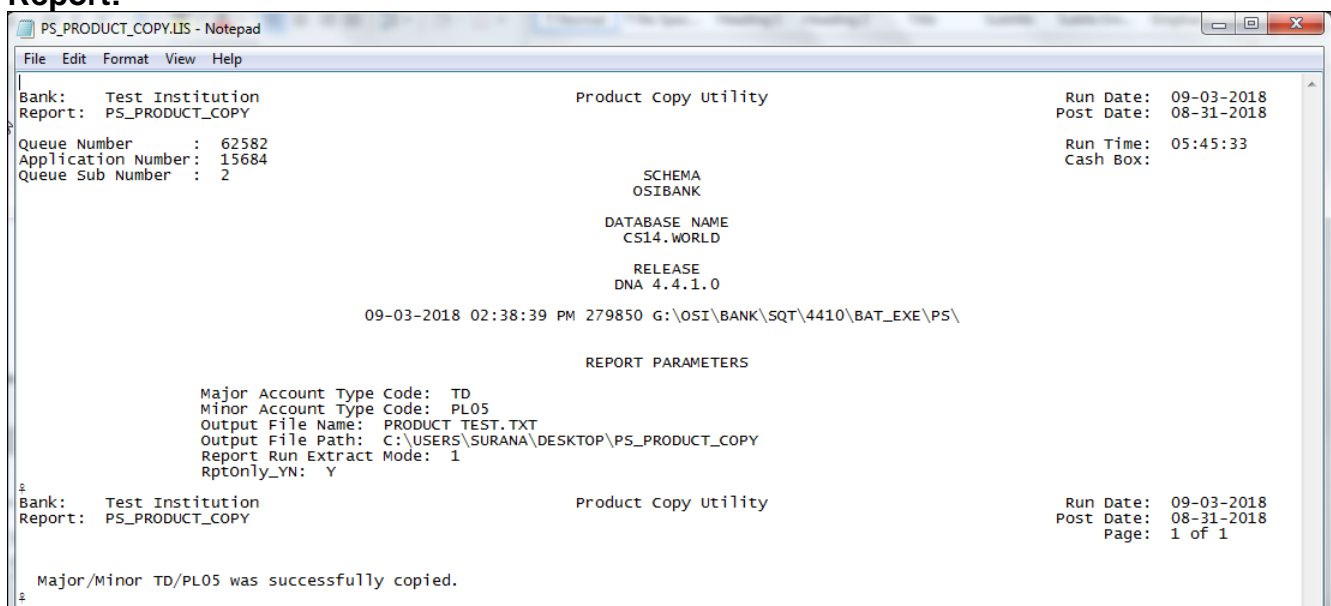 Report:
PS_PRODUCT_COPY.LIS - Notepad
File Edit Format View Help
Bank: Test Institution Product Copy Utility Run Date: 09-03-2018
Report: PS_PRODUCT_COPY Post Date: 08-31-2018
Queue Number : 62582 Run Time: 05:45:33
Application Number: 15684 Cash Box:
Queue Sub Number : 2 SCHEMA
OSIBANK
DATABASE NAME
CS14.WORLD
RELEASE
DNA 4.4.1.0
09-03-2018 02:38:39 PM 279850 G:\OSI\BANK\SQT\4410\BAT_EXE\PS\
REPORT PARAMETERS
Major Account Type Code: TD
Minor Account Type Code: PL05
Output File Name: PRODUCT TEST.TXT
Output File Path: C:\USERS\SURANA\DESKTOP\PS_PRODUCT_COPY
Report Run Extract Mode: 1
RptOnly_YN: Y
Bank: Test Institution Product Copy Utility Run Date: 09-03-2018
Report: PS_PRODUCT_COPY Post Date: 08-31-2018
Page: 1 of 1
Major/Minor TD/PL05 was successfully copied.